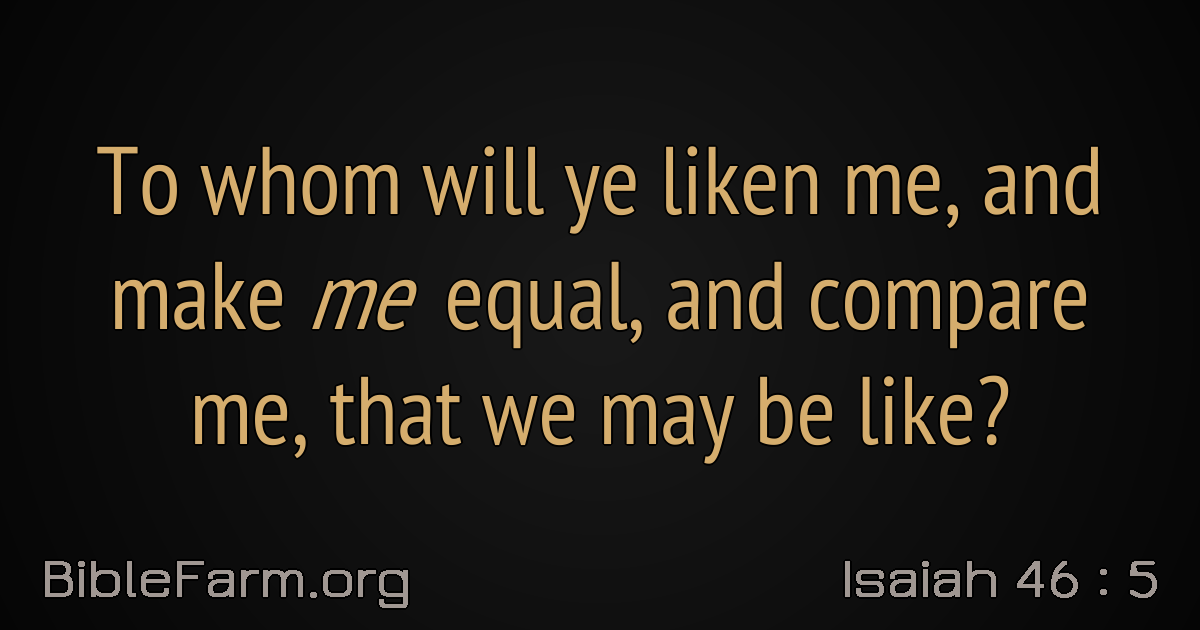 To whom will ye liken me, and
make me equal, and compare
me, that we may be like?
BibleFarm.org
Isaiah 46 : 5